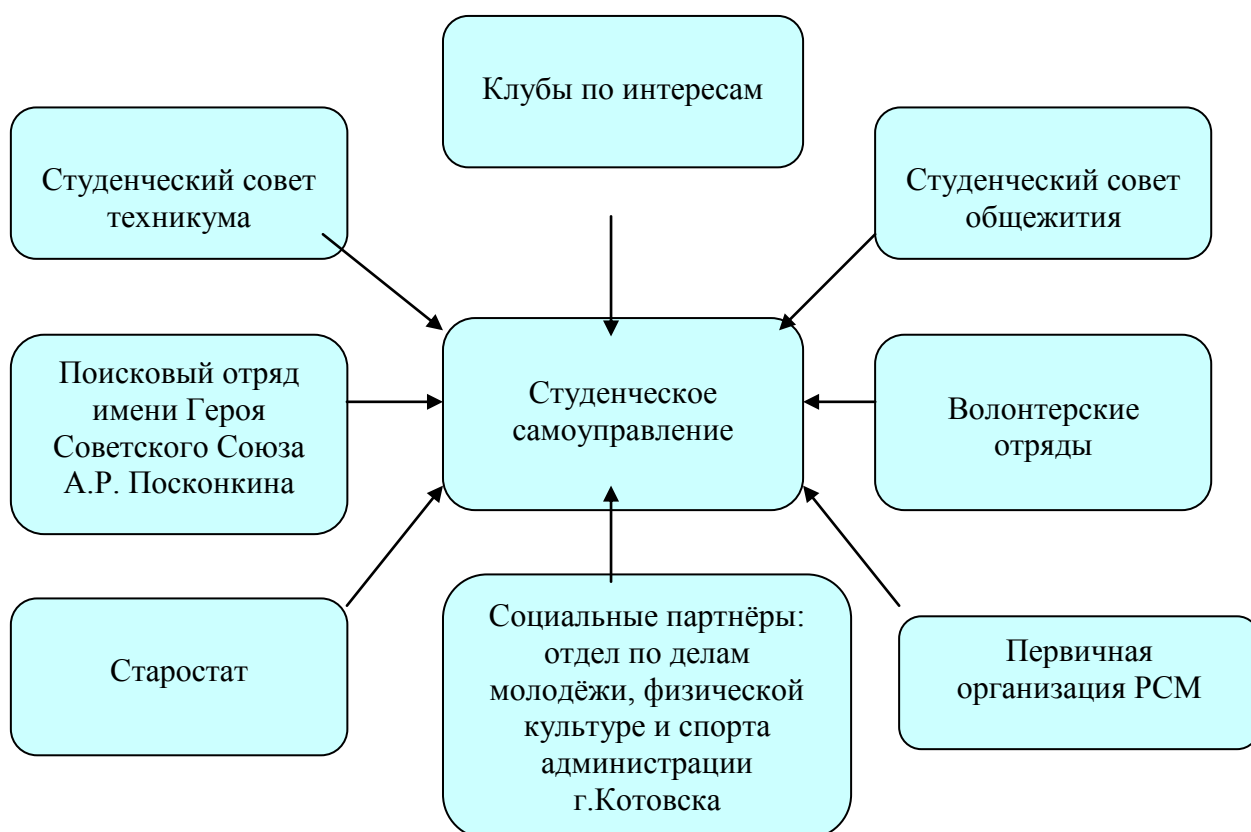 Клубы по интересам
Студенческий совет
техникума
Студенческий совет
общежития
Поисковый отряд
имени Героя
Советского Союза
А.Р. Посконкина
Студенческое
самоуправление
Волонтерские
отряды
Старостат
Социальные партнёры:
отдел по делам
молодёжи, физической
культуре и спорта
администрации
г.Котовска
Первичная
организация РСМ